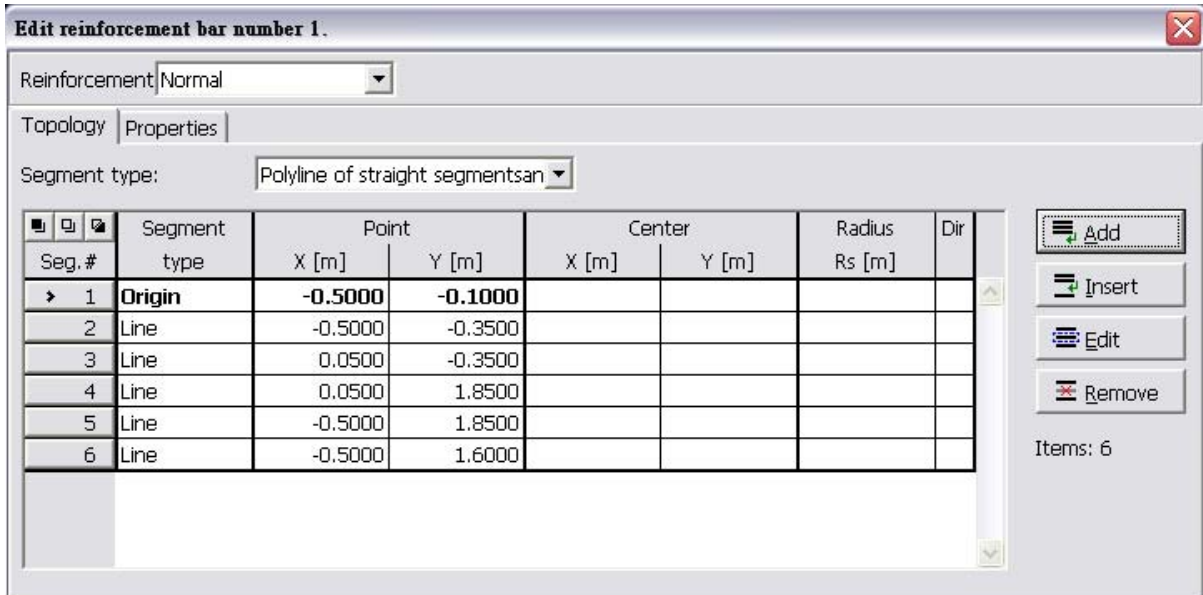 Edit reinforcement bar number 1.
Reinforcement Normal
Topology Properties
Segment type: Polyline of straight segmentsan
Segment Point Center Radius Dir
Seg.# type X [m] Y [m] X [m] Y [m] Rs [m]
1 Origin -0.5000 -0.1000
2 Line -0.5000 -0.3500
3 Line 0.0500 -0.3500
4 Line 0.0500 1.8500
5 Line -0.5000 1.8500
6 Line -0.5000 1.6000
Add
Insert
Edit
Remove
Items: 6